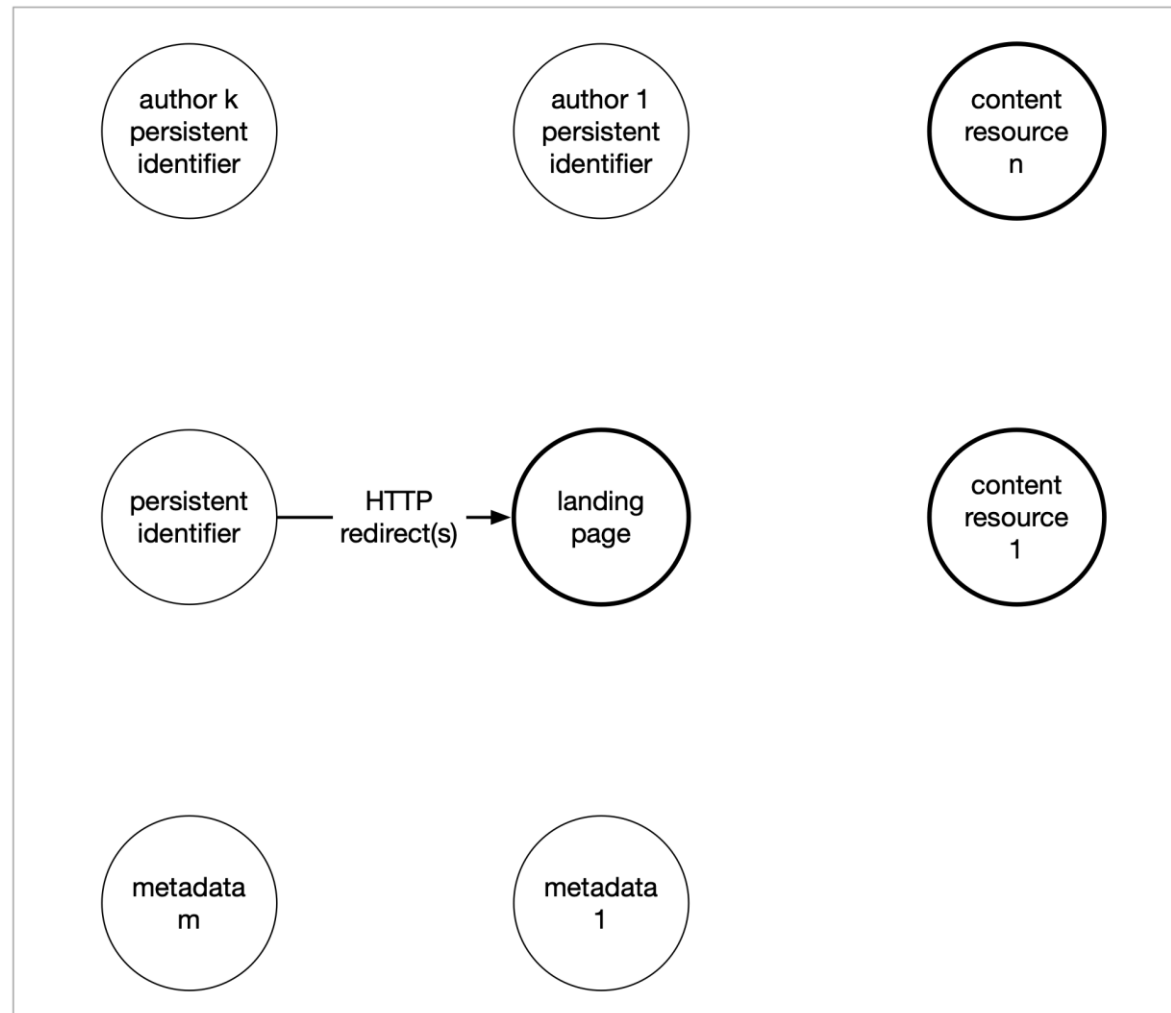 author k
persistent
identifier
author 1
persistent
identifier
content
resource
n
persistent
identifier
HTTP
redirect(s)
landing
page
content
resource
1
metadata
m
metadata
1